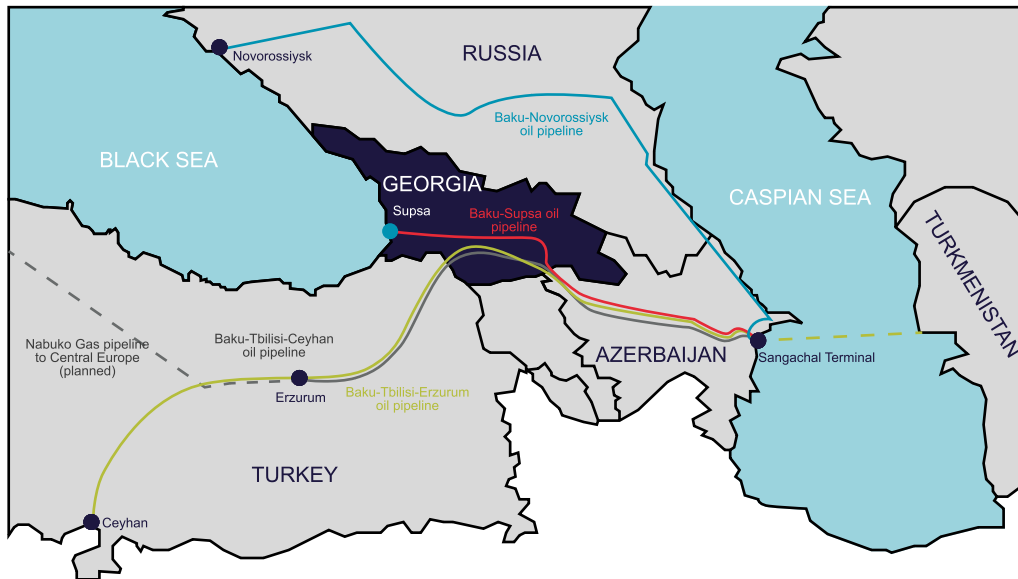 Novorossiysk
RUSSIA
Baku-Novorossiysk
oil pipeline
BLACK SEA
GEORGIA
CASPIAN SEA
Supsa
Baku-Supsa oil
pipeline
TURKMENISTAN
Nabuko Gas pipeline
to Central Europe
(planned)
Baku-Tbilisi-Ceyhan
oil pipeline
AZERBAIJAN
Sangachal Terminal
Erzurum
Baku-Tbilisi-Erzurum
oil pipeline
TURKEY
Ceyhan